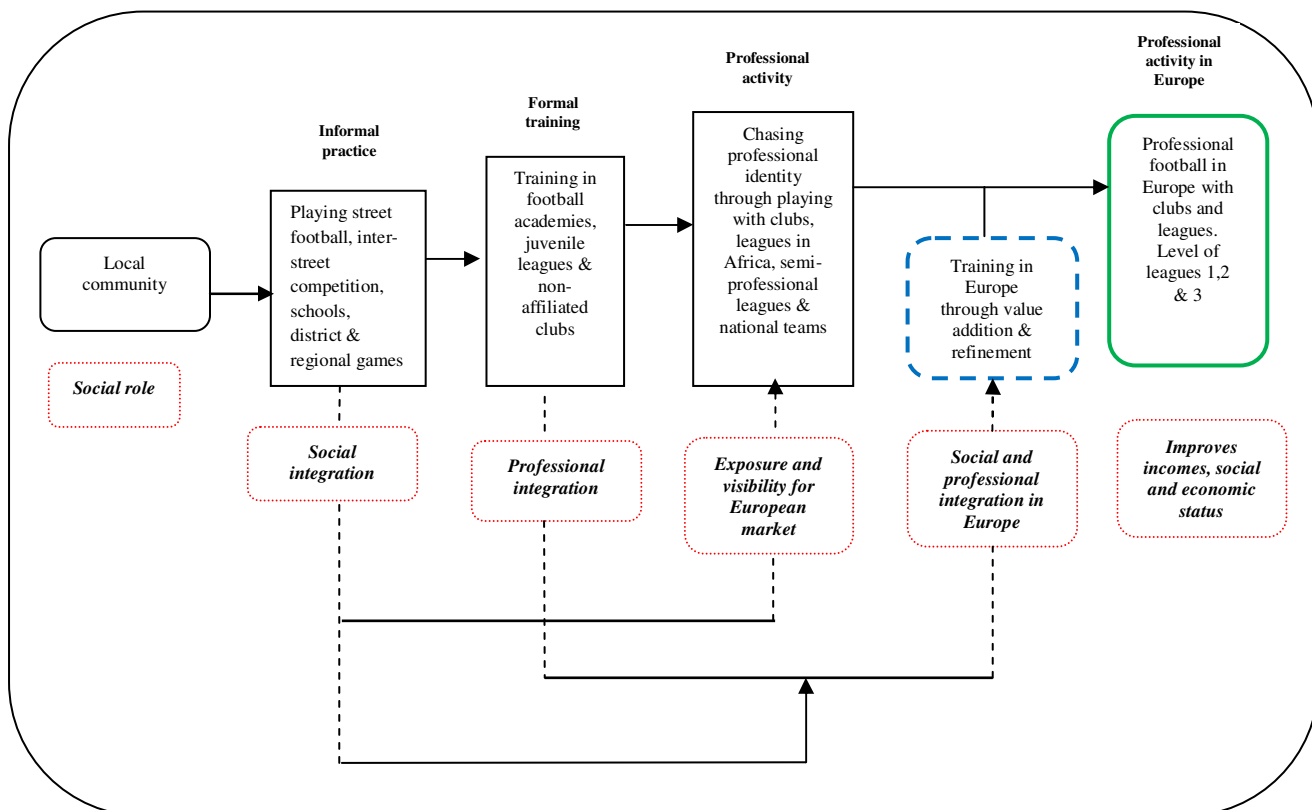 Professional
activity in
Europe
Professional
activity
Formal
training
Informal
practice
Local
community
Playing street
football, inter-
street
competition,
schools,
district &
regional games
Training in
football
academies,
juvenile
leagues &
non-
affiliated
clubs
Chasing
professional
identity
through playing
with clubs,
leagues in
Africa, semi-
professional
leagues &
national teams
Training in
Europe
through value
addition &
refinement
Professional
football in
Europe with
clubs and
leagues.
Level of
leagues 1,2
& 3
Social role
Social
integration
Professional
integration
Exposure and
visibility for
European
market
Social and
professional
integration in
Europe
Improves
incomes, social
and economic
status